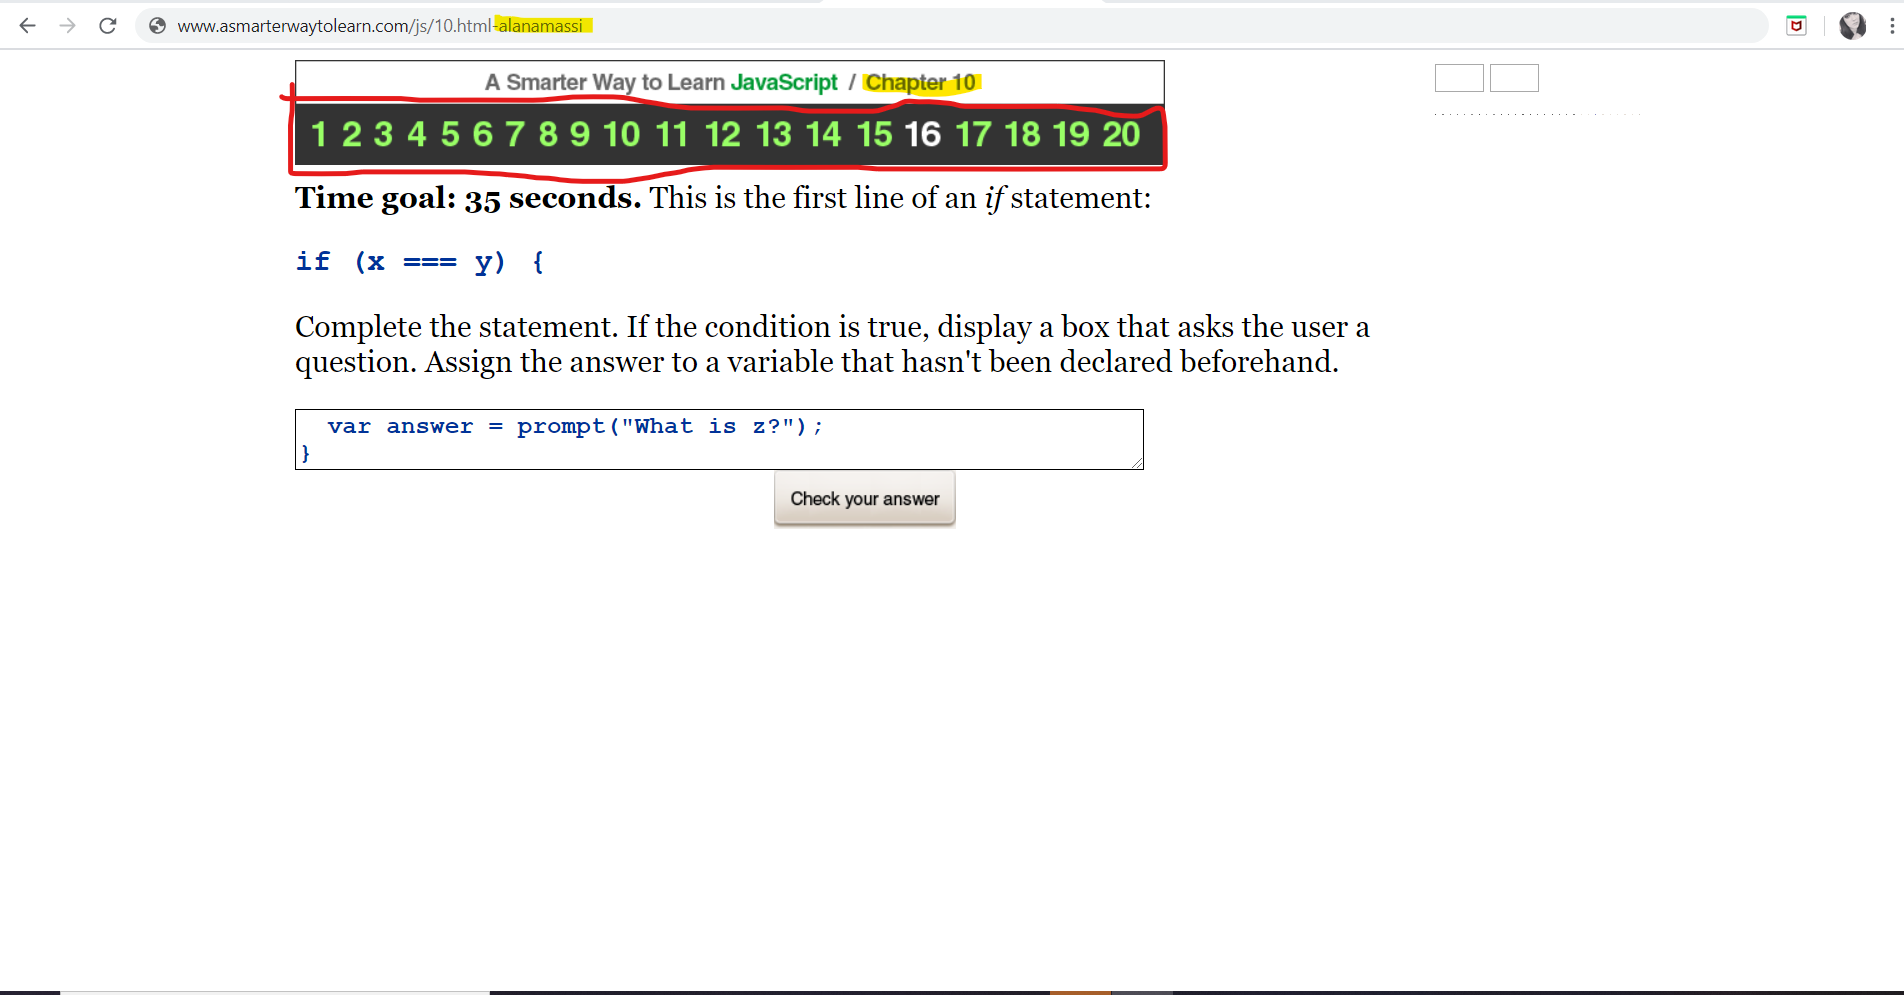 www.asmarterwaytolearn.com/js/10.html-alanamassi
A Smarter Way to Learn JavaScript / Chapter 10
1 2 3 4 5 6 7 8 9 10 11 12 13 14 15 16 17 18 19 20
Time goal: 35 seconds. This is the first line of an if statement:
if (x === y) {
Complete the statement. If the condition is true, display a box that asks the user a
question. Assign the answer to a variable that hasn't been declared beforehand.
var answer = prompt("What is z?");
}
Check your answer